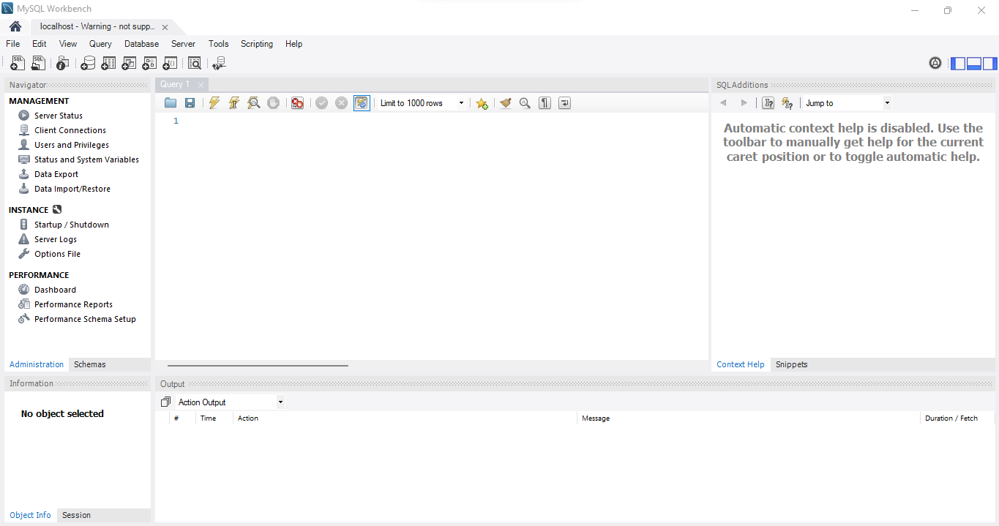 MySQL Workbench
localhost - Warning - not supp...
File Edit View Query Database Server Tools Scripting Help
Navigator
MANAGEMENT
Server Status
Client Connections
Users and Privileges
Status and System Variables
Data Export
Data Import/Restore
INSTANCE
Startup / Shutdown
Server Logs
Options File
PERFORMANCE
Dashboard
Performance Reports
Performance Schema Setup
Administration Schemas
Query 1
Limit to 1000 rows
1
SQLAdditions
Jump to
Automatic context help is disabled. Use the
toolbar to manually get help for the current
caret position or to toggle automatic help.
Context Help Snippets
Information
No object selected
Object Info Session
Output
Action Output
# Time Action Message Duration / Fetch